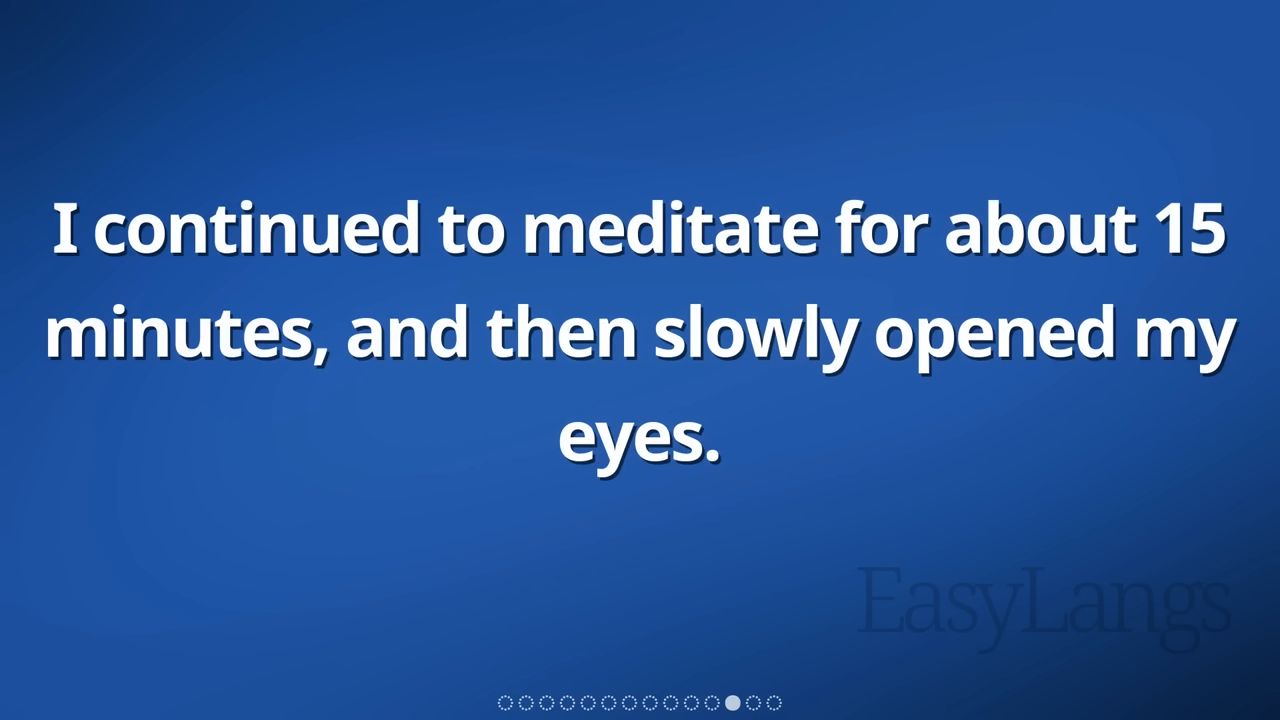 I continued to meditate for about 15
minutes, and then slowly opened my
eyes.
EasyLangs